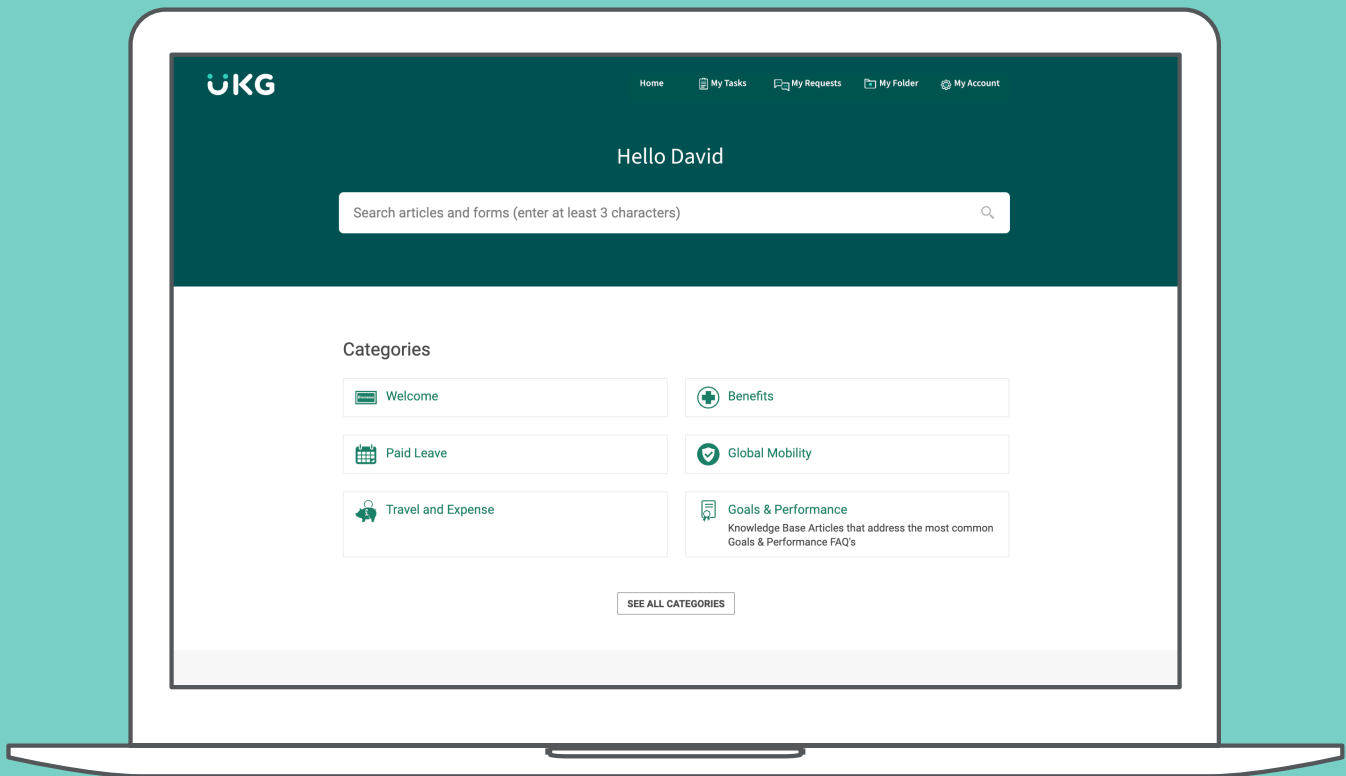 UKG
Home My Tasks My Requests My Folder My Account
Hello David
Search articles and forms (enter at least 3 characters)
Categories
Welcome
Benefits
Paid Leave
Global Mobility
Travel and Expense
Goals & Performance
Knowledge Base Articles that address the most common
Goals & Performance FAQ's
SEE ALL CATEGORIES